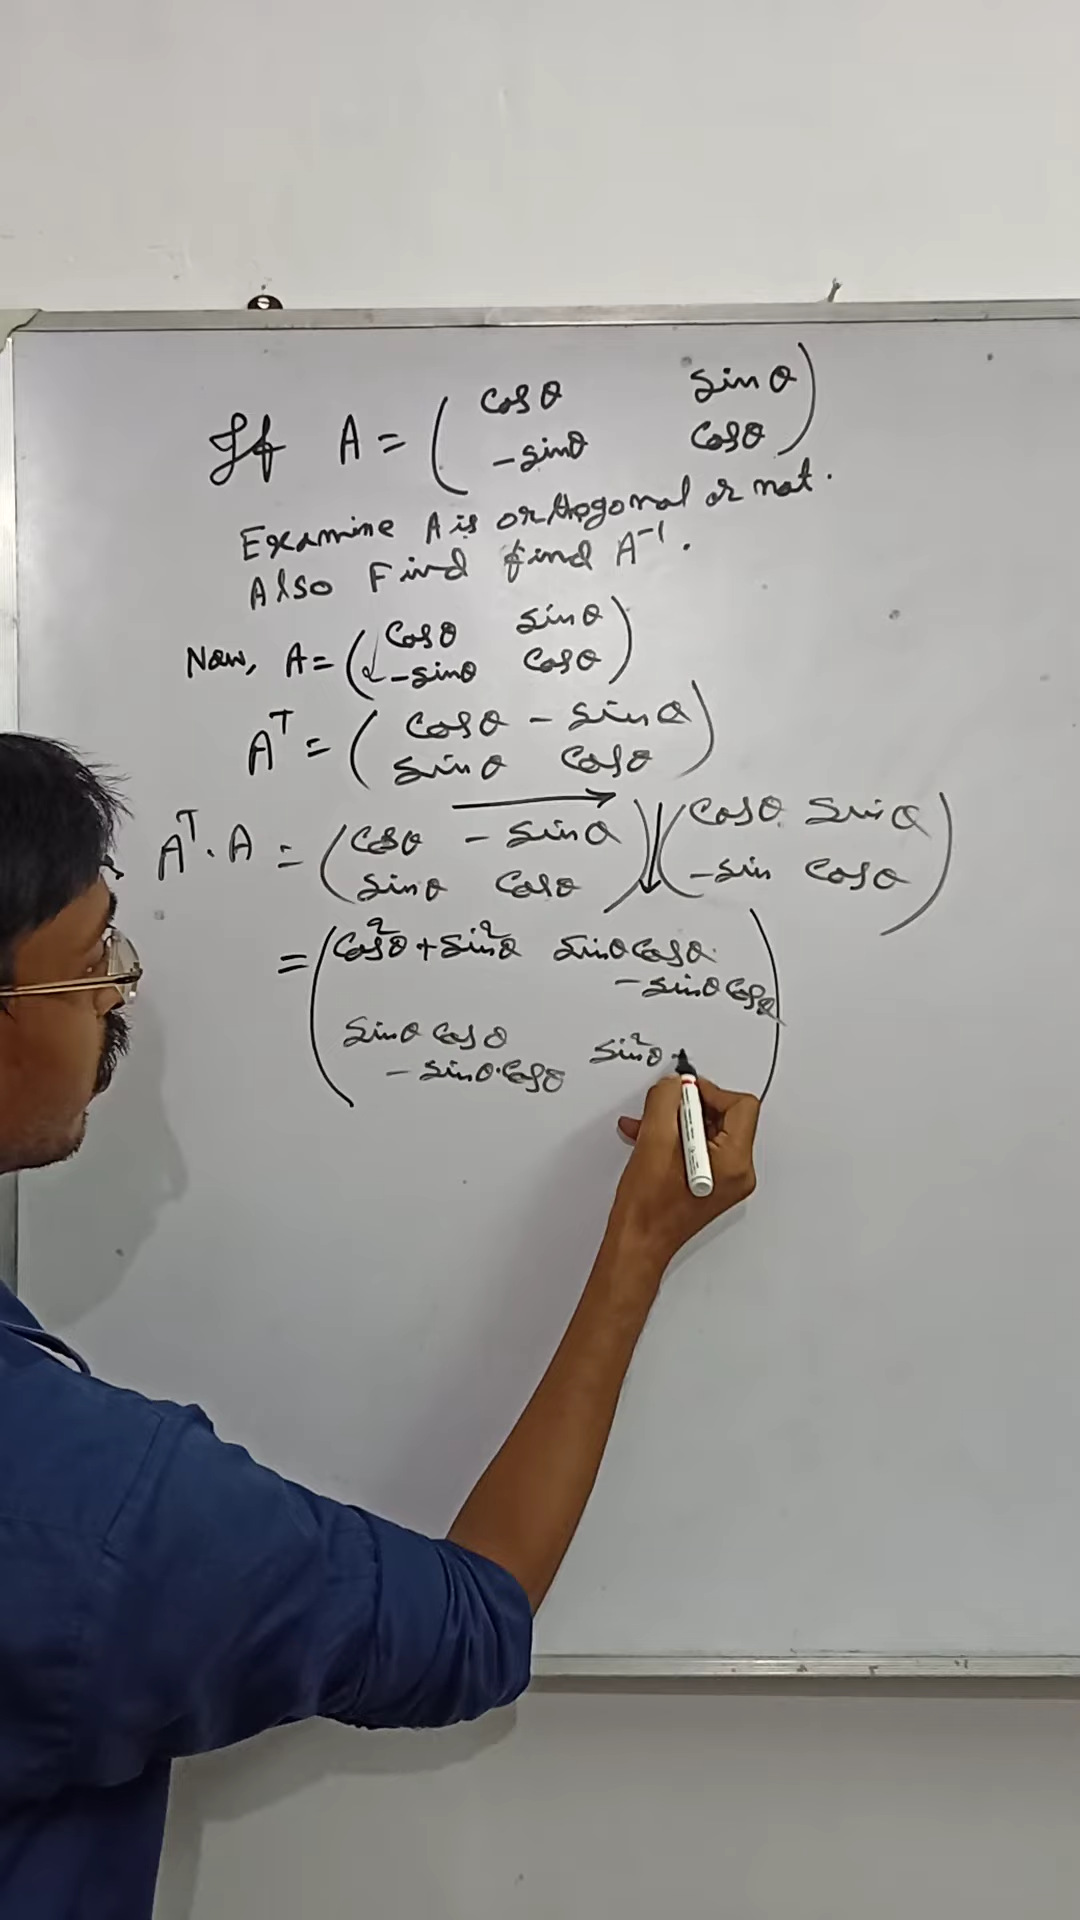 If A = ( cosθ sinθ
-sinθ cosθ )
Examine A is orthogonal or not.
Also Find find A⁻¹.
Now, A = ( cosθ sinθ
-sinθ cosθ )
Aᵀ = ( cosθ - sinθ
sinθ cosθ )
Aᵀ. A = ( cosθ - sinθ ) ( cosθ sinθ
sinθ cosθ -sin cosθ )
= ( cos²θ + sin²θ sinθ cosθ
- sinθ cosθ
sinθ cosθ
- sinθ.cosθ sin²θ + )